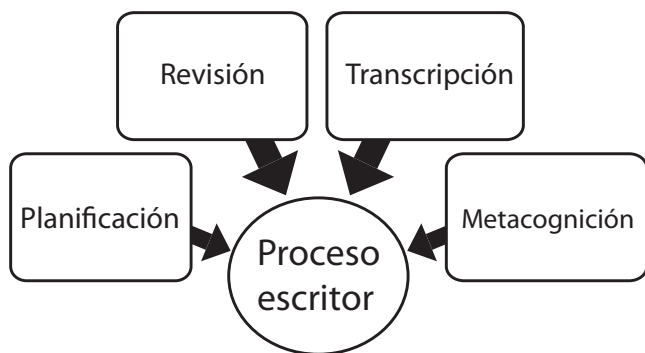 Revisión
Transcripción
Planificación
Metacognición
Proceso
escritor